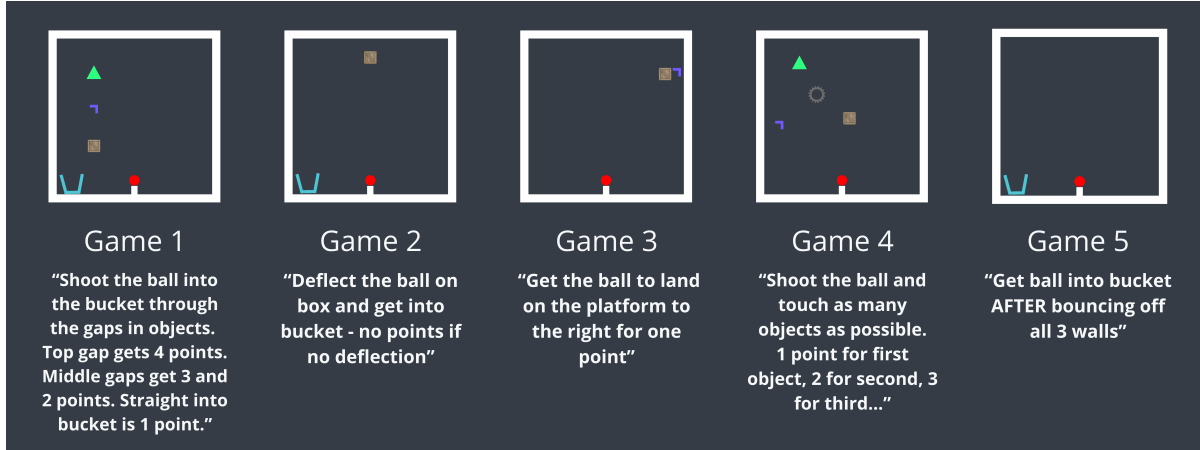 Game 1
“Shoot the ball into
the bucket through
the gaps in objects.
Top gap gets 4 points.
Middle gaps get 3 and
2 points. Straight into
bucket is 1 point.”
Game 2
“Deflect the ball on
box and get into
bucket - no points if
no deflection”
Game 3
“Get the ball to land
on the platform to
the right for one
point”
Game 4
“Shoot the ball and
touch as many
objects as possible.
1 point for first
object, 2 for second, 3
for third...”
Game 5
“Get ball into bucket
AFTER bouncing off
all 3 walls”